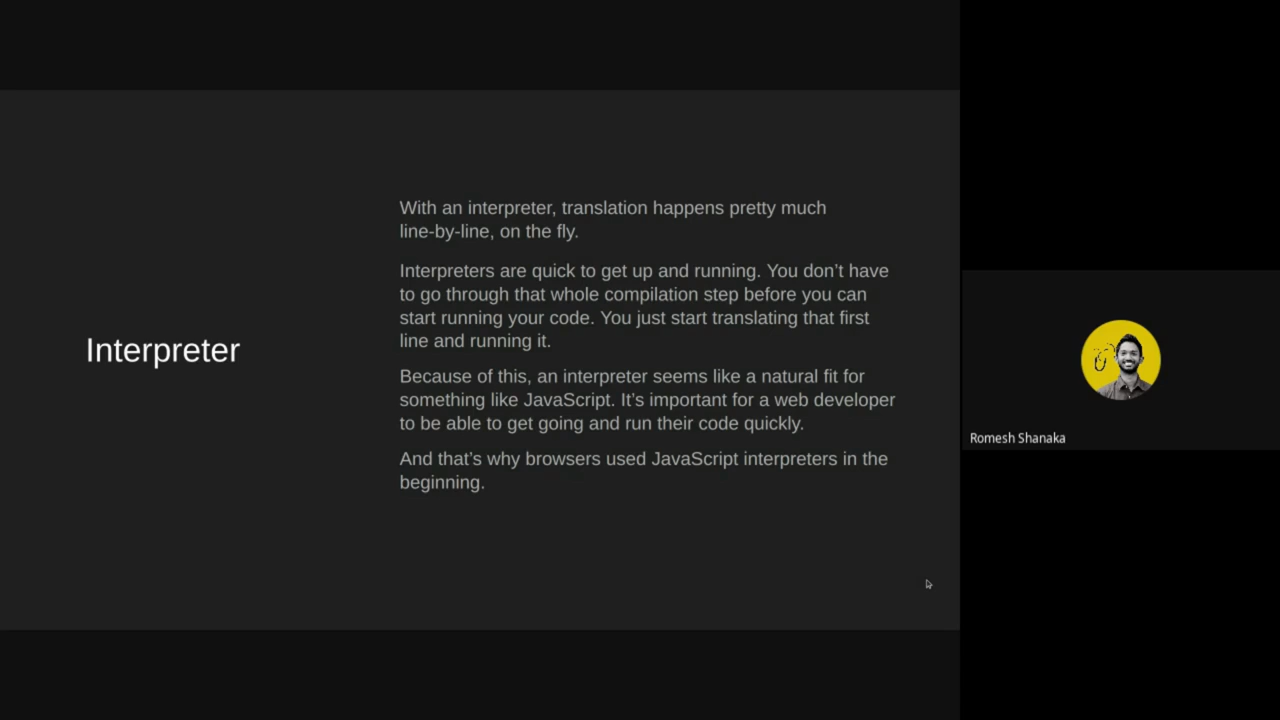 Interpreter
With an interpreter, translation happens pretty much
line-by-line, on the fly.
Interpreters are quick to get up and running. You don’t have
to go through that whole compilation step before you can
start running your code. You just start translating that first
line and running it.
Because of this, an interpreter seems like a natural fit for
something like JavaScript. It’s important for a web developer
to be able to get going and run their code quickly.
And that’s why browsers used JavaScript interpreters in the
beginning.
Romesh Shanaka